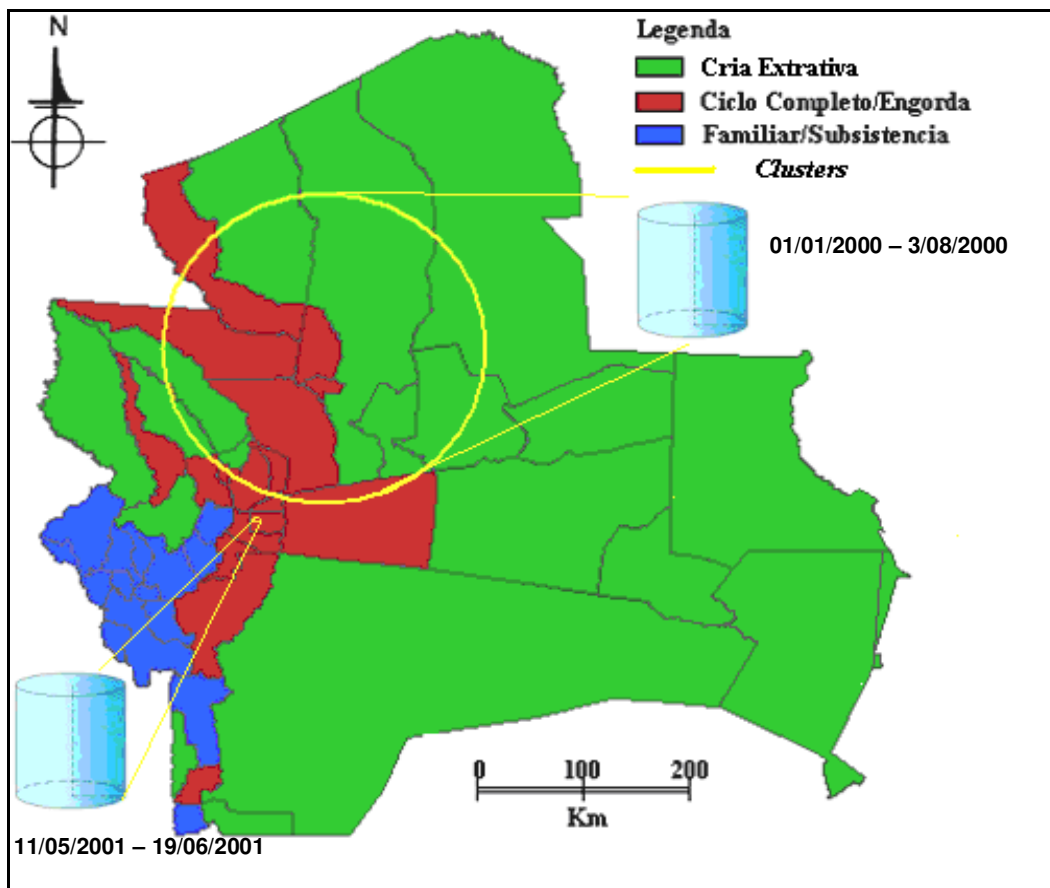 N
Legenda
Cria Extrativa
Ciclo Completo/Engorda
Familiar/Subsistencia
Clusters
01/01/2000 – 3/08/2000
0 100 200
Km
11/05/2001 – 19/06/2001